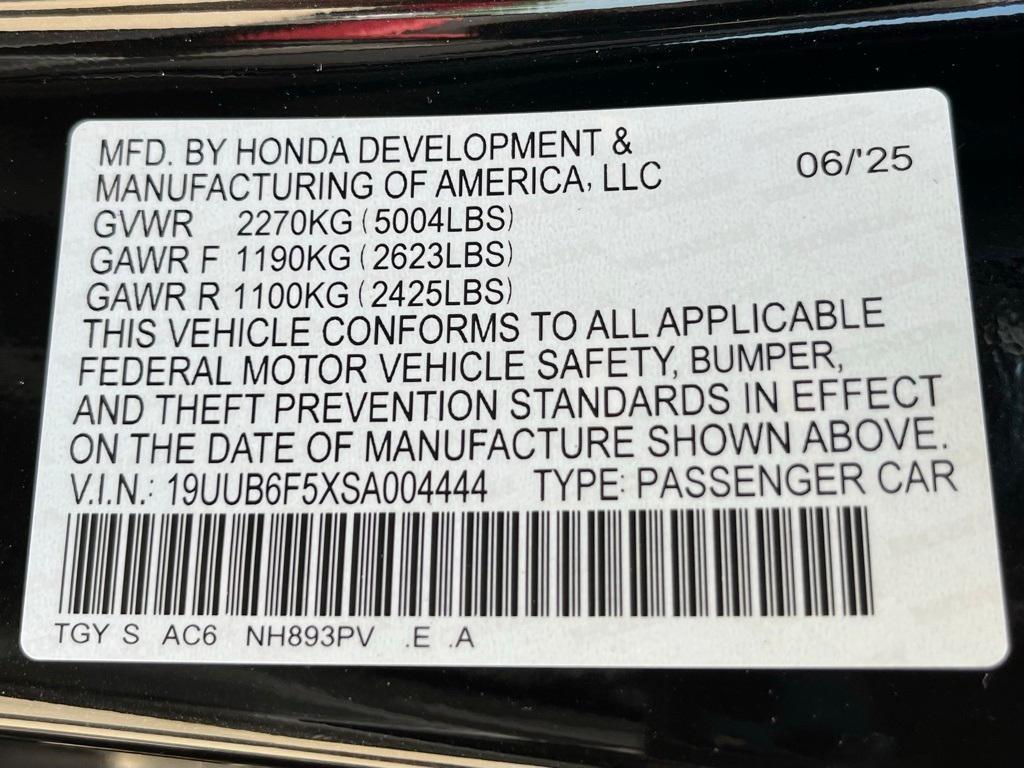 MFD. BY HONDA DEVELOPMENT &
MANUFACTURING OF AMERICA, LLC
06/'25
GVWR 2270KG (5004LBS)
GAWR F 1190KG (2623LBS)
GAWR R 1100KG (2425LBS)
THIS VEHICLE CONFORMS TO ALL APPLICABLE
FEDERAL MOTOR VEHICLE SAFETY, BUMPER,
AND THEFT PREVENTION STANDARDS IN EFFECT
ON THE DATE OF MANUFACTURE SHOWN ABOVE.
V.I.N.: 19UUB6F5XSA004444 TYPE: PASSENGER CAR
TGY S AC6 NH893PV .E .A